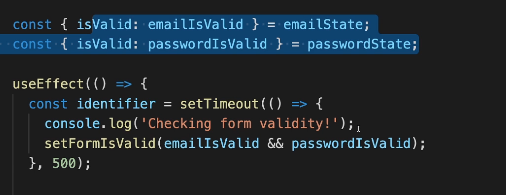 const { isValid: emailIsValid } = emailState;
const { isValid: passwordIsValid } = passwordState;
useEffect(() => {
const identifier = setTimeout(() => {
console.log('Checking form validity!');
setFormIsValid(emailIsValid && passwordIsValid);
}, 500);